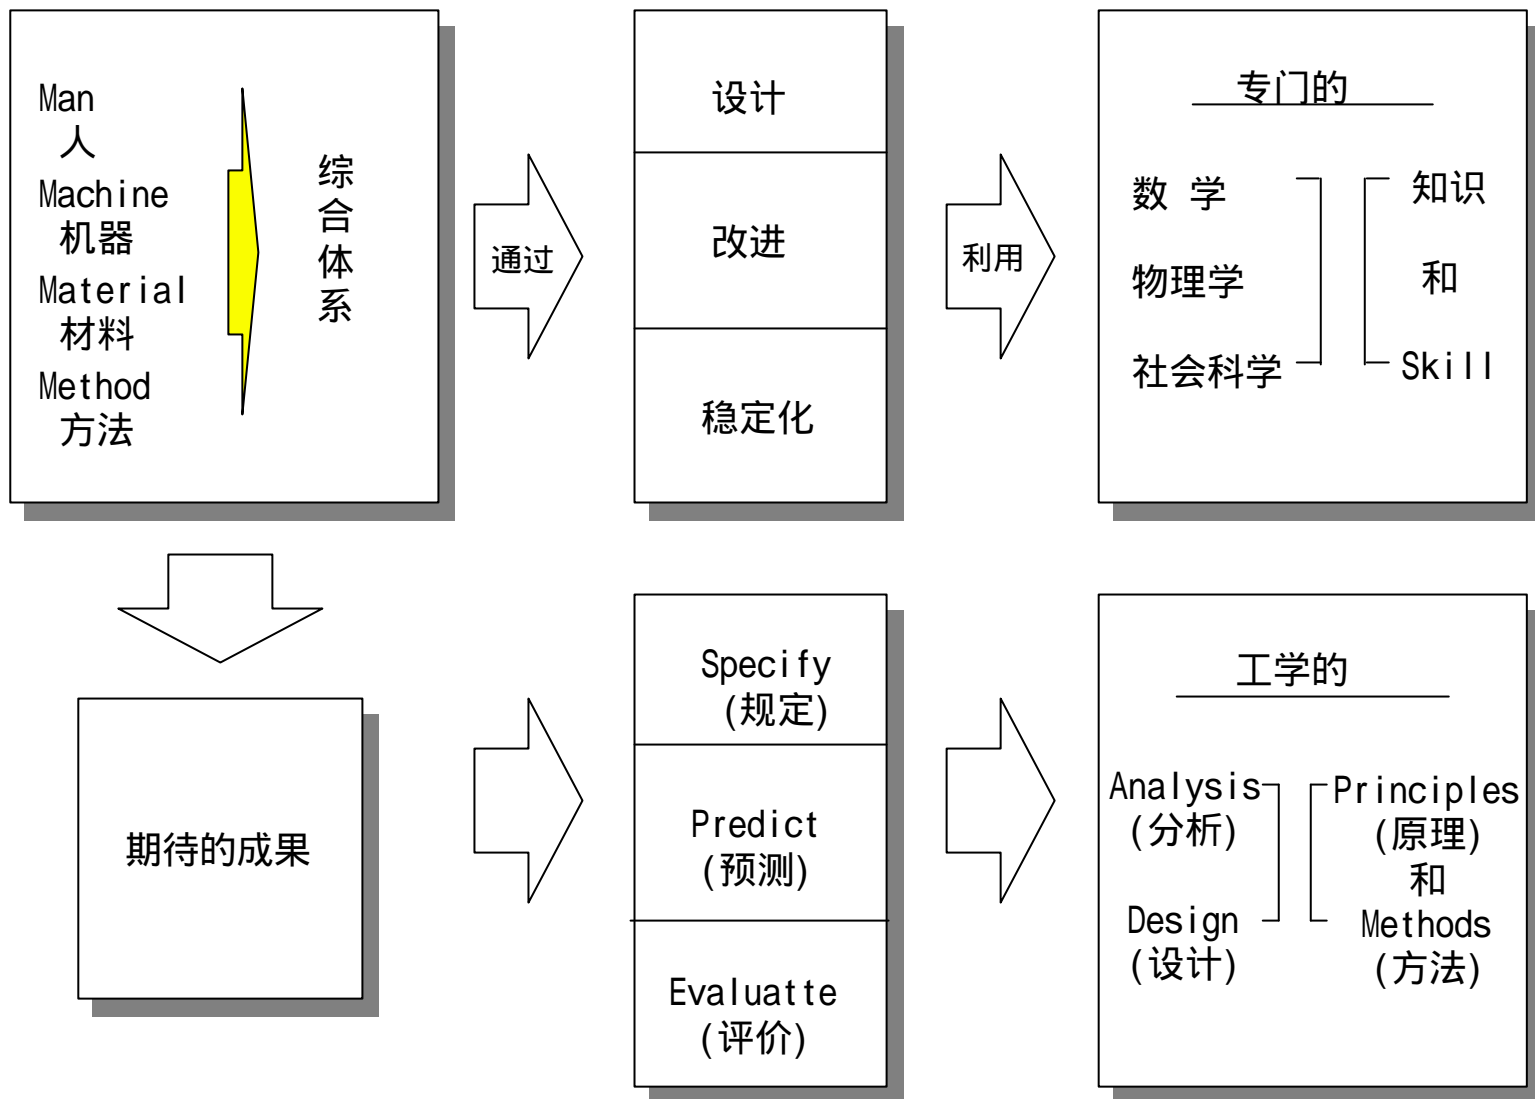 Man
人
Machine
机器
Material
材料
Method
方法
综
合
体
系
通过
设计
改进
稳定化
利用
专门的
数 学
物理学
社会科学
知识
和
Skill
期待的成果
Specify
(规定)
Predict
(预测)
Evaluatte
(评价)
工学的
Analysis
(分析)
Design
(设计)
Principles
(原理)
和
Methods
(方法)